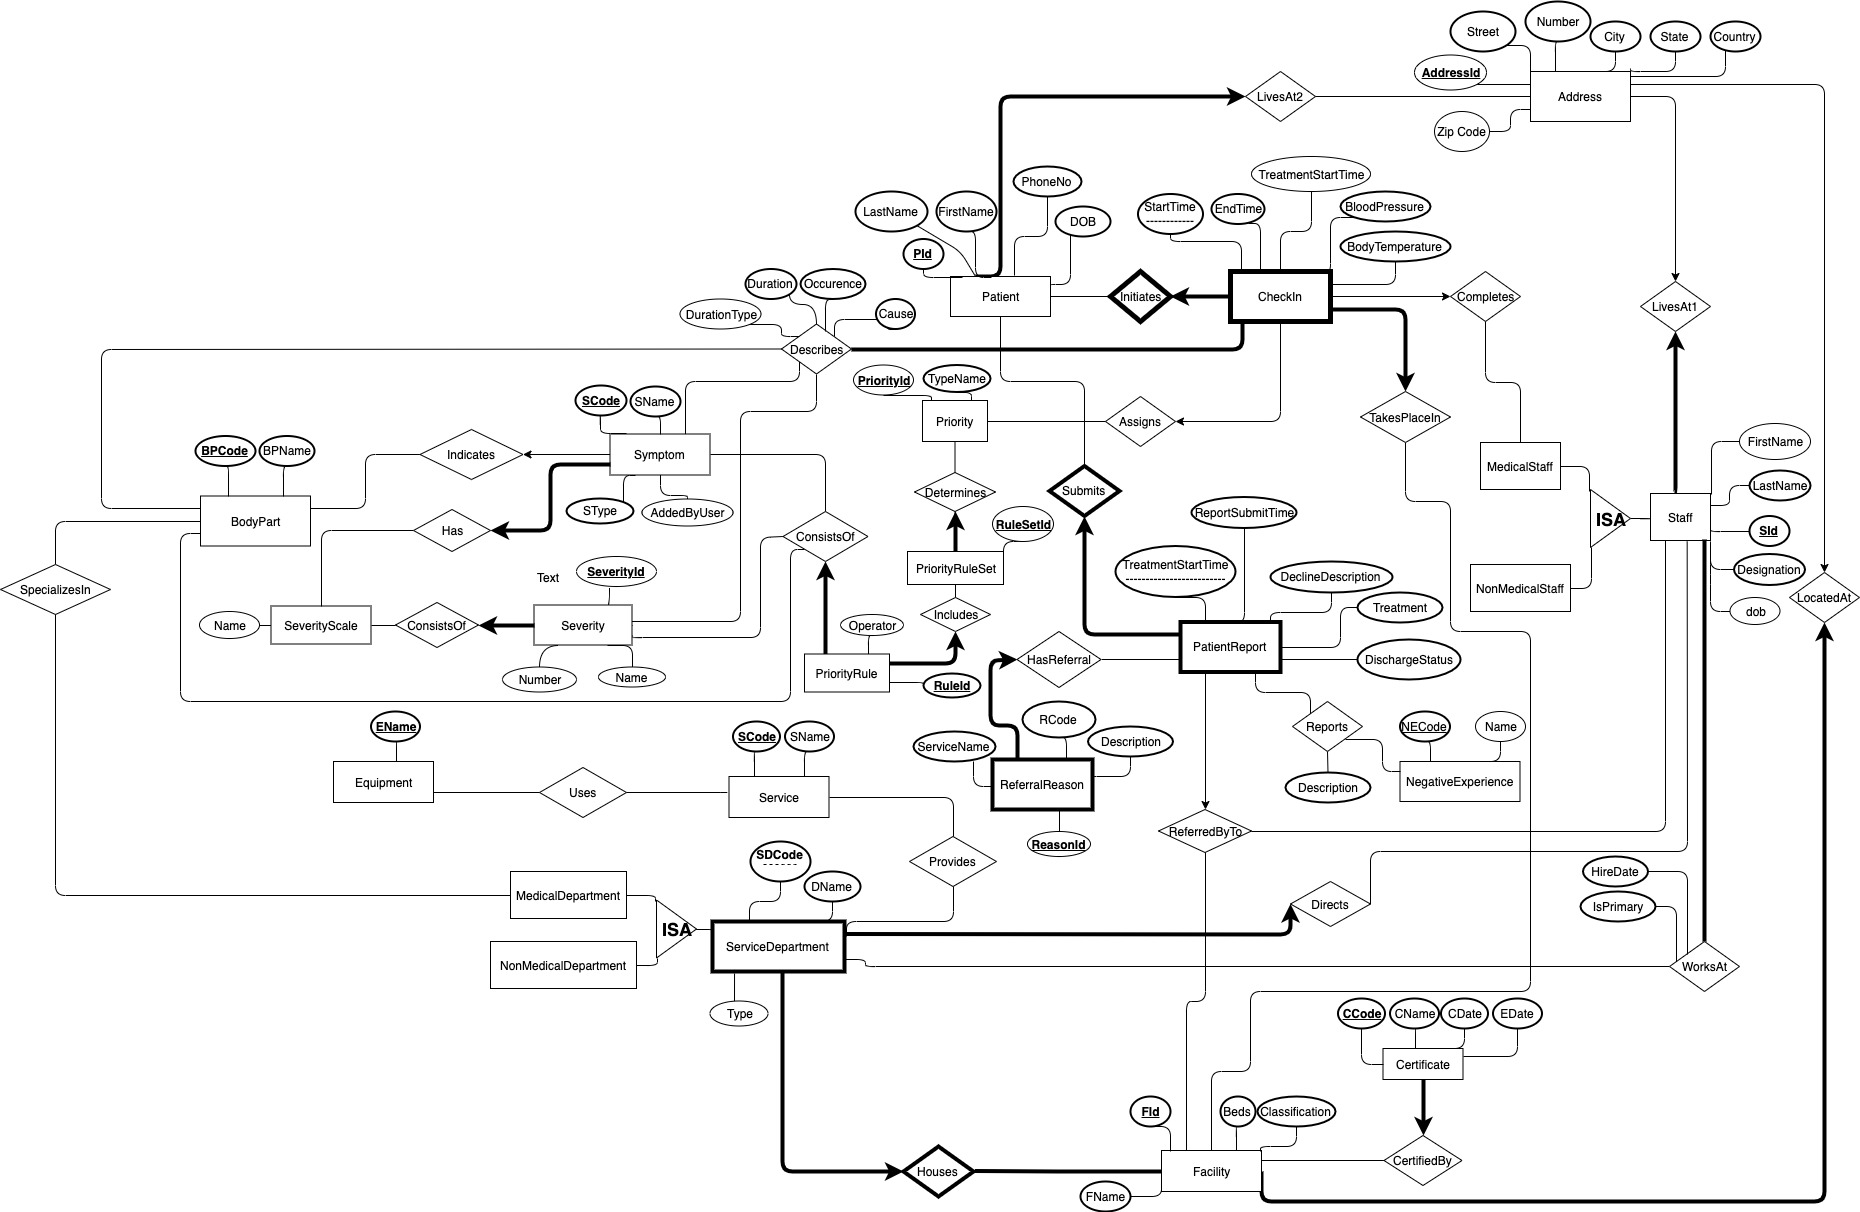 Number
Street
City
State
Country
AddressId
LivesAt2
Address
Zip Code
TreatmentStartTime
PhoneNo
LastName
FirstName
StartTime
EndTime
BloodPressure
DOB
BodyTemperature
PId
Duration
Occurence
Patient
Initiates
CheckIn
Completes
LivesAt1
DurationType
Cause
Describes
PriorityId
TypeName
SCode
SName
Priority
Assigns
TakesPlaceIn
FirstName
BPCode
BPName
Indicates
Symptom
MedicalStaff
LastName
Determines
Submits
SType
AddedByUser
ReportSubmitTime
BodyPart
RuleSetId
ISA
Staff
SId
Has
ConsistsOf
TreatmentStartTime
PriorityRuleSet
SeverityId
Text
DeclineDescription
Designation
SpecializesIn
NonMedicalStaff
LocatedAt
Treatment
Includes
dob
Name
SeverityScale
ConsistsOf
Severity
Operator
PatientReport
HasReferral
DischargeStatus
PriorityRule
RuleId
Number
Name
EName
SCode
SName
RCode
Reports
NECode
Name
ServiceName
Description
Equipment
Uses
Service
ReferralReason
Description
NegativeExperience
ReferredByTo
ReasonId
SDCode
Provides
HireDate
DName
MedicalDepartment
Directs
IsPrimary
ISA
ServiceDepartment
NonMedicalDepartment
WorksAt
Type
CCode
CName
CDate
EDate
Certificate
FId
Beds
Classification
CertifiedBy
Houses
Facility
FName